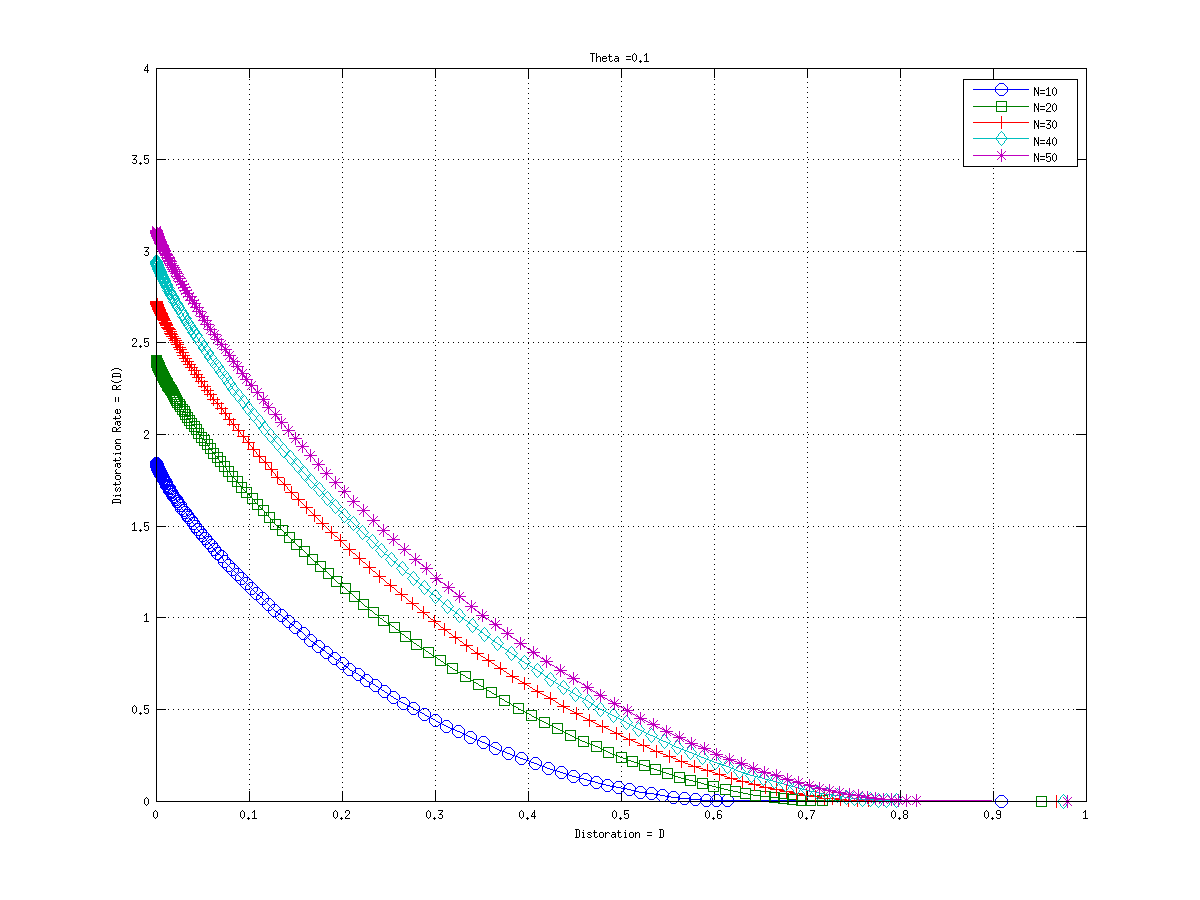 Theta =0.1
4
3.5
3
2.5
2
1.5
1
0.5
0
Distoration Rate = R(D)
N=10
N=20
N=30
N=40
N=50
0 0.1 0.2 0.3 0.4 0.5 0.6 0.7 0.8 0.9 1
Distoration = D